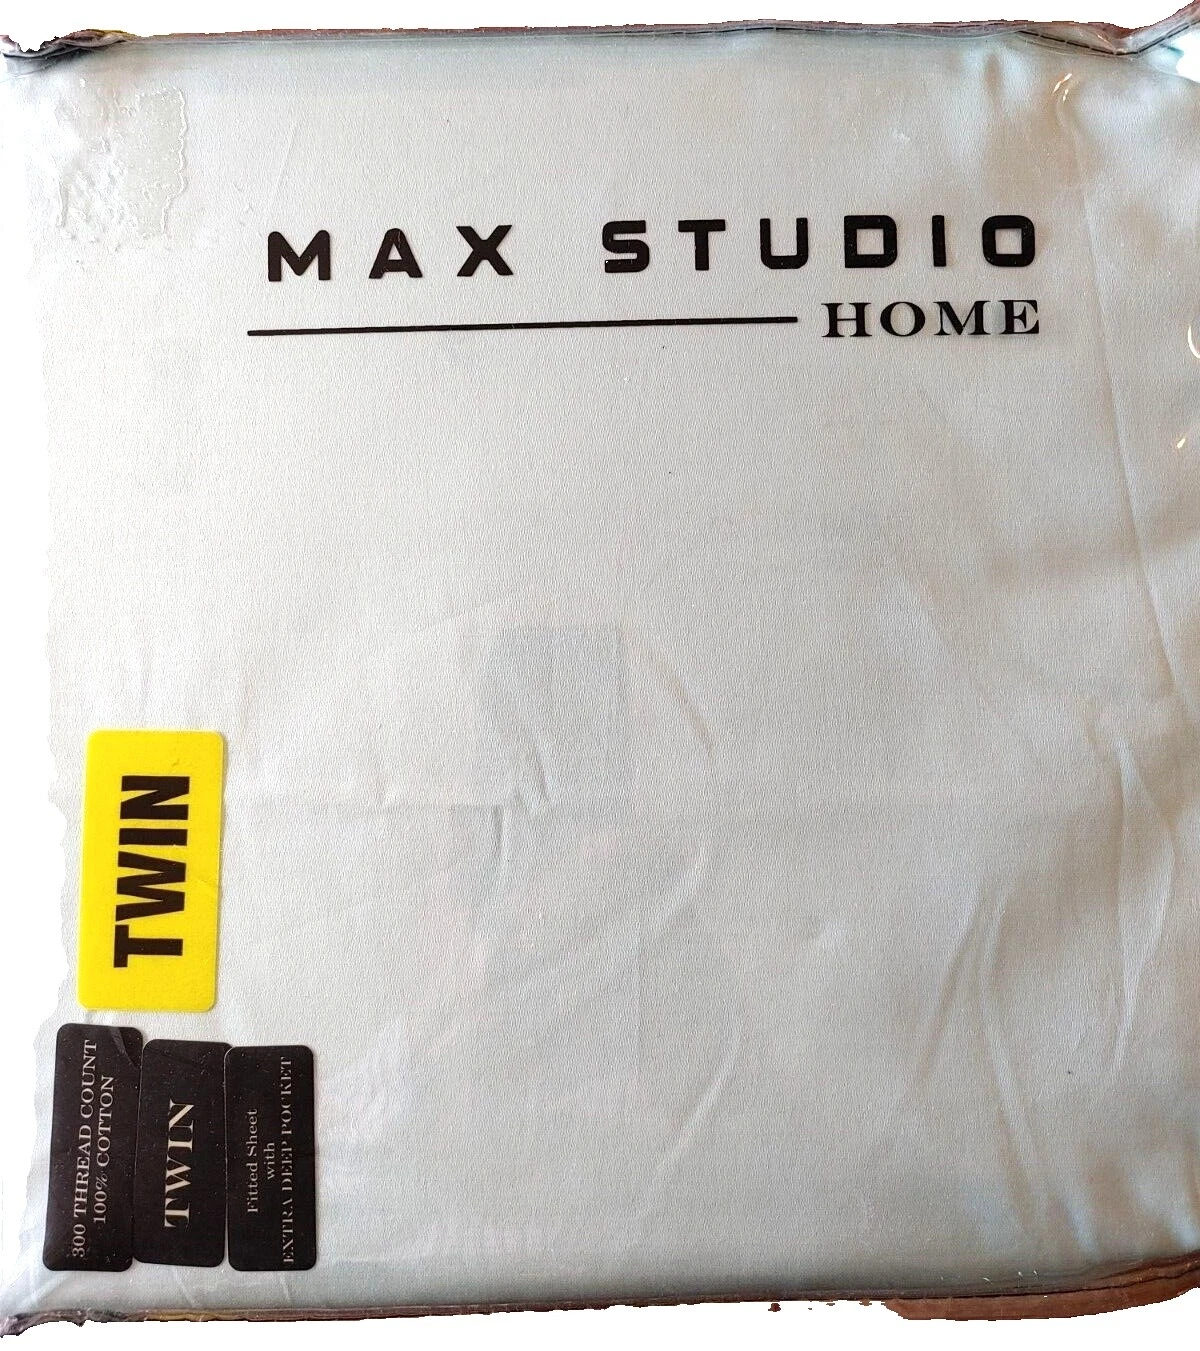 MAX STUDIO
HOME
TWIN
300 THREAD COUNT
100% COTTON
TWIN
Fitted Sheet
with
EXTRA DEEP POCKET